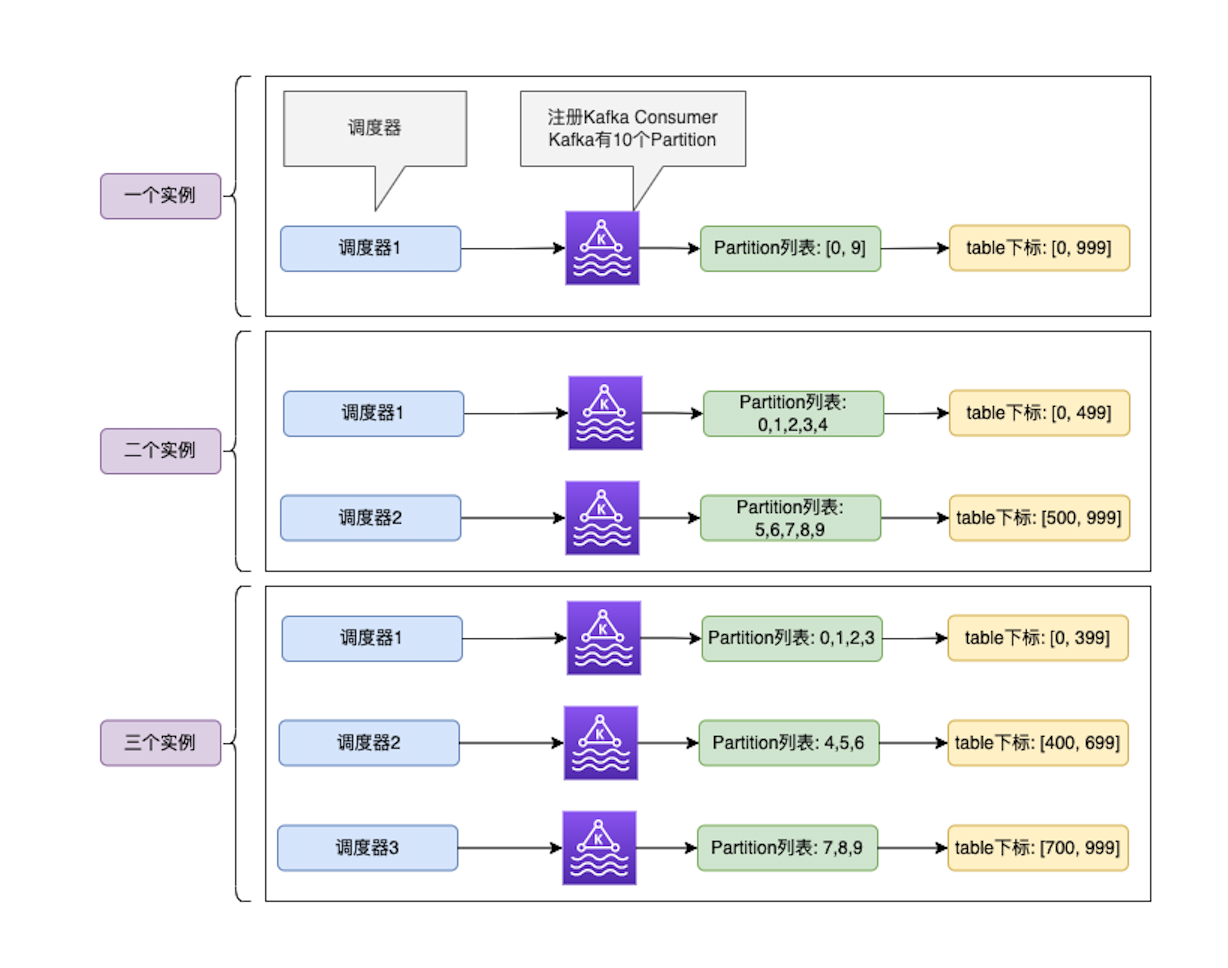 调度器
注册Kafka Consumer
Kafka有10个Partition
一个实例
调度器1
K
Partition列表: [0, 9]
table下标: [0, 999]
二个实例
调度器1
K
Partition列表:
0,1,2,3,4
table下标: [0, 499]
调度器2
K
Partition列表:
5,6,7,8,9
table下标: [500, 999]
三个实例
调度器1
K
Partition列表: 0,1,2,3
table下标: [0, 399]
调度器2
K
Partition列表: 4,5,6
table下标: [400, 699]
调度器3
K
Partition列表: 7,8,9
table下标: [700, 999]